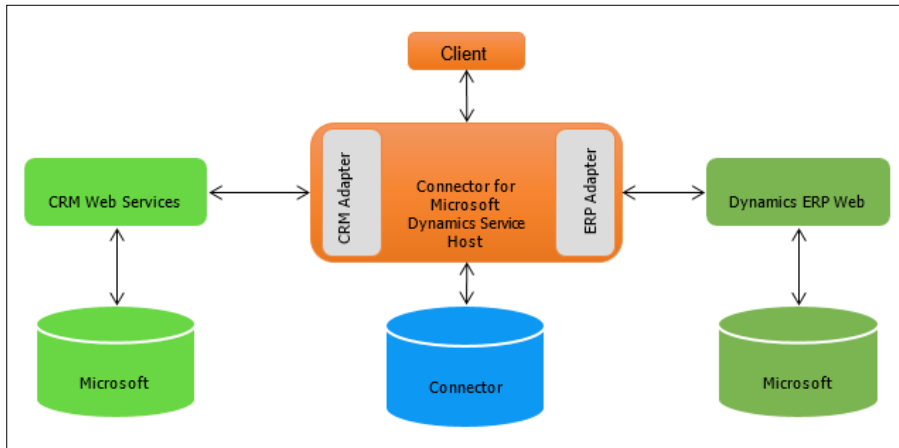 Client
CRM Adapter
Connector for
Microsoft
Dynamics Service
Host
ERP Adapter
CRM Web Services
Dynamics ERP Web
Microsoft
Connector
Microsoft